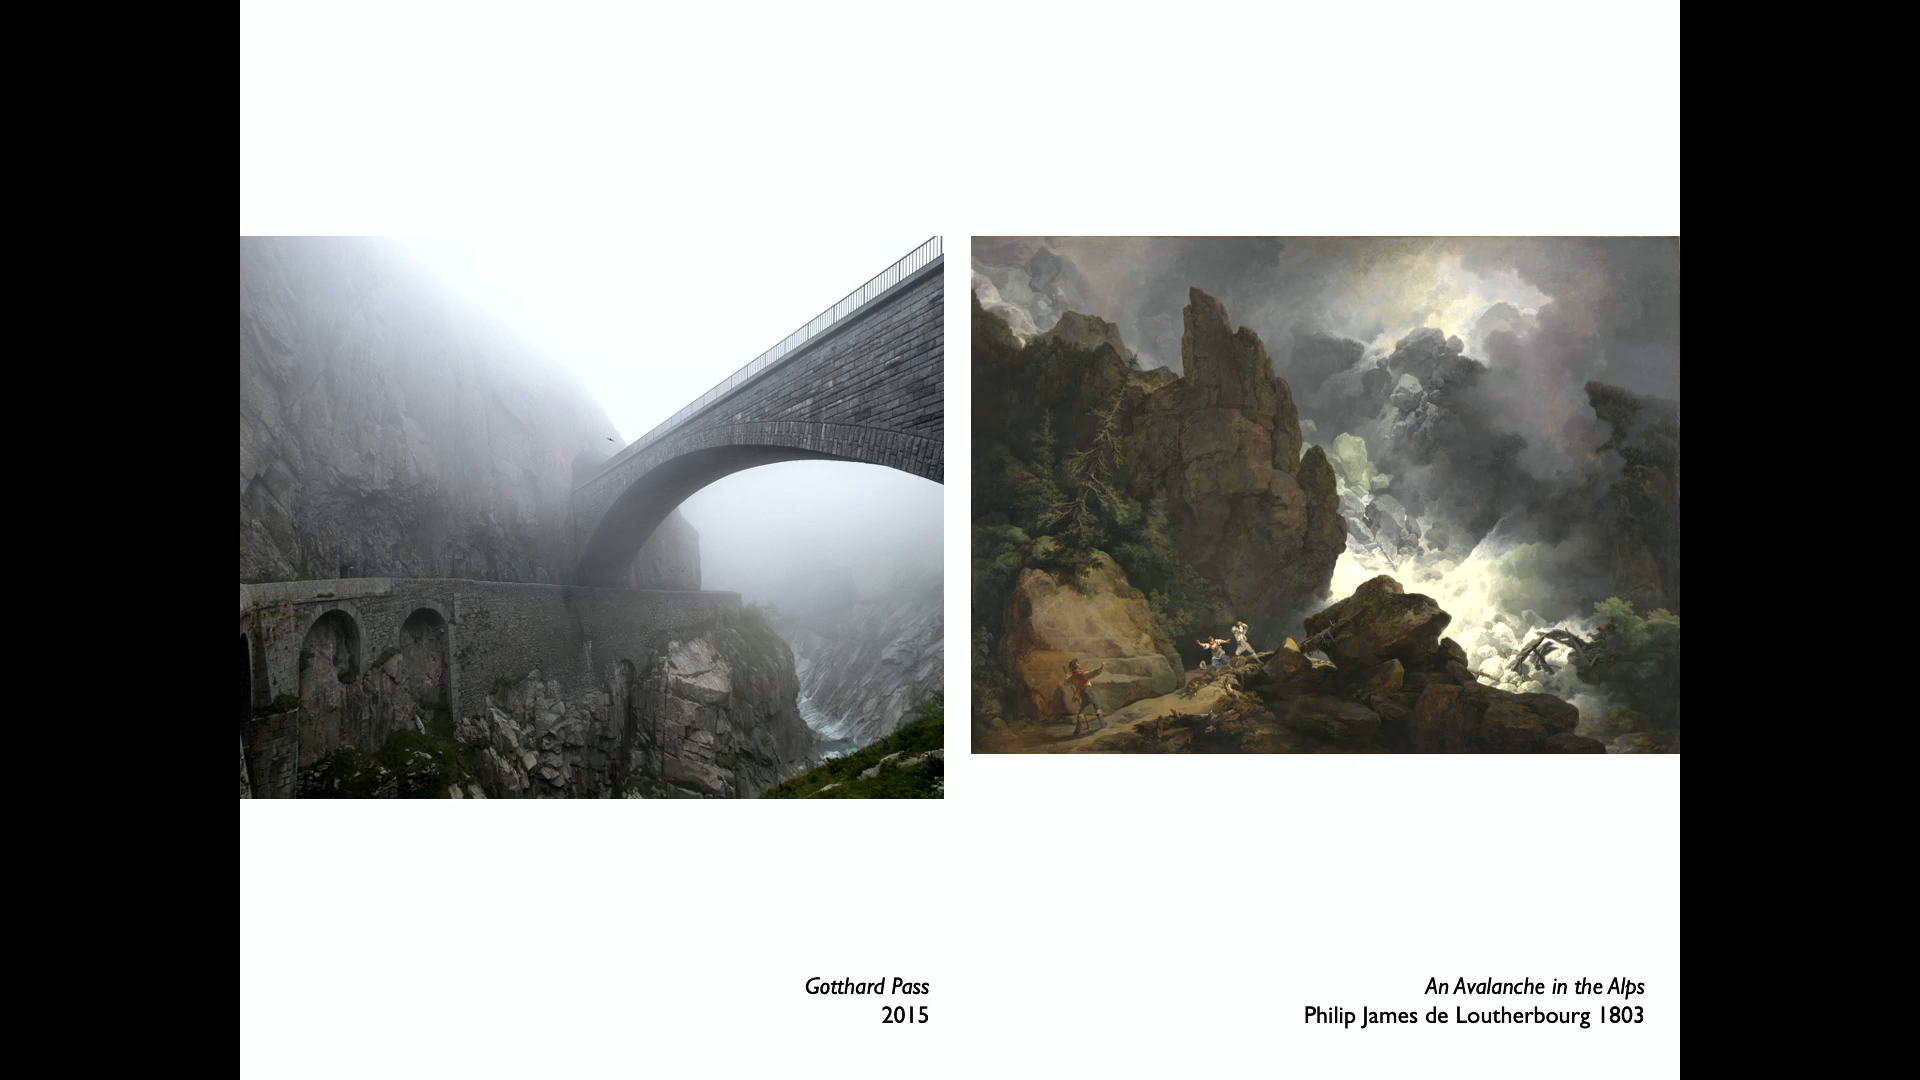 Gotthard Pass
2015
An Avalanche in the Alps
Philip James de Loutherbourg 1803